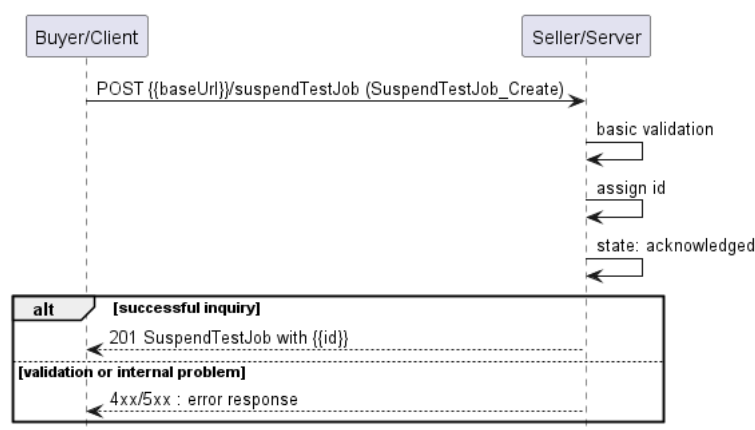 Buyer/Client
Seller/Server
POST {{baseUrl}}/suspendTestJob (SuspendTestJob_Create)
basic validation
assign id
state: acknowledged
alt
[successful inquiry]
201 SuspendTestJob with {{id}}
[validation or internal problem]
4xx/5xx : error response